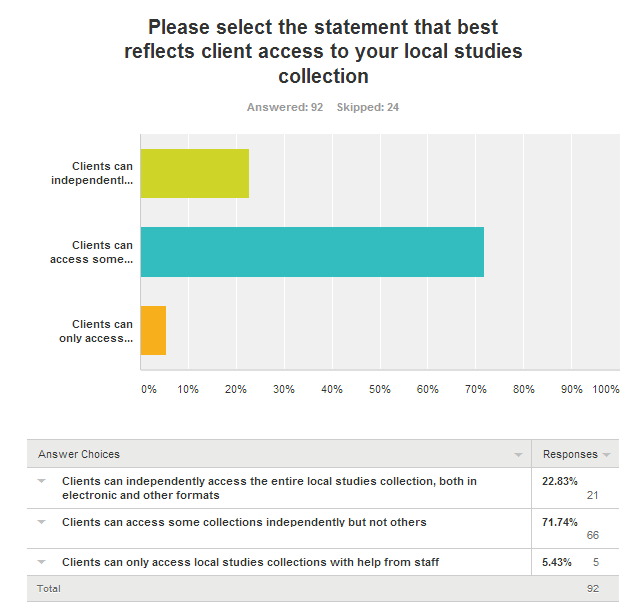 Please select the statement that best
reflects client access to your local studies
collection
Answered: 92 Skipped: 24
Clients can
independentl...
Clients can
access some...
Clients can
only access...
0% 10% 20% 30% 40% 50% 60% 70% 80% 90% 100%
Answer Choices Responses
Clients can independently access the entire local studies collection, both in 22.83%
electronic and other formats 21
Clients can access some collections independently but not others 71.74%
66
Clients can only access local studies collections with help from staff 5.43% 5
Total 92